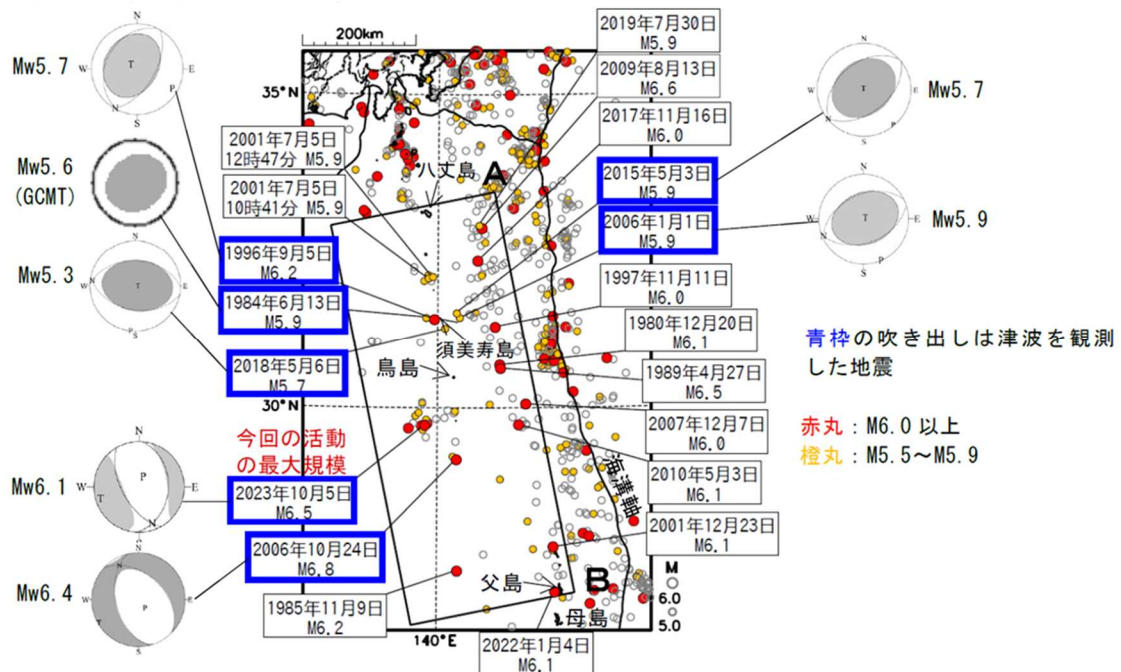 200km
35°N
30°N
140°E
2019年7月30日
M5.9
2009年8月13日
M6.6
2017年11月16日
M6.0
2015年5月3日
M5.9
2006年1月1日
M5.9
1997年11月11日
M6.0
1980年12月20日
M6.1
1989年4月27日
M6.5
2007年12月7日
M6.0
2010年5月3日
M6.1
2001年12月23日
M6.1
2022年1月4日
M6.1
2001年7月5日
12時47分 M5.9
2001年7月5日
10時41分 M5.9
1996年9月5日
M6.2
1984年6月13日
M5.9
2018年5月6日
M5.7
今回の活動
の最大規模
2023年10月5日
M6.5
2006年10月24日
M6.8
1985年11月9日
M6.2
八丈島
A
須美寿島
鳥島
海溝軸
父島
B
母島
M
6.0
5.0
Mw5.7
N
W
T
E
P
N
S
Mw5.6
(GCMT)
Mw5.3
N
W
N
T
E
P
S
Mw6.1
N
W
P
E
T
N
S
Mw6.4
N
N
W
P
E
S
Mw5.7
N
W
T
E
N
P
S
Mw5.9
N
W
T
E
N
P
S
青枠の吹き出しは津波を観測
した地震
赤丸：M6.0以上
橙丸：M5.5～M5.9